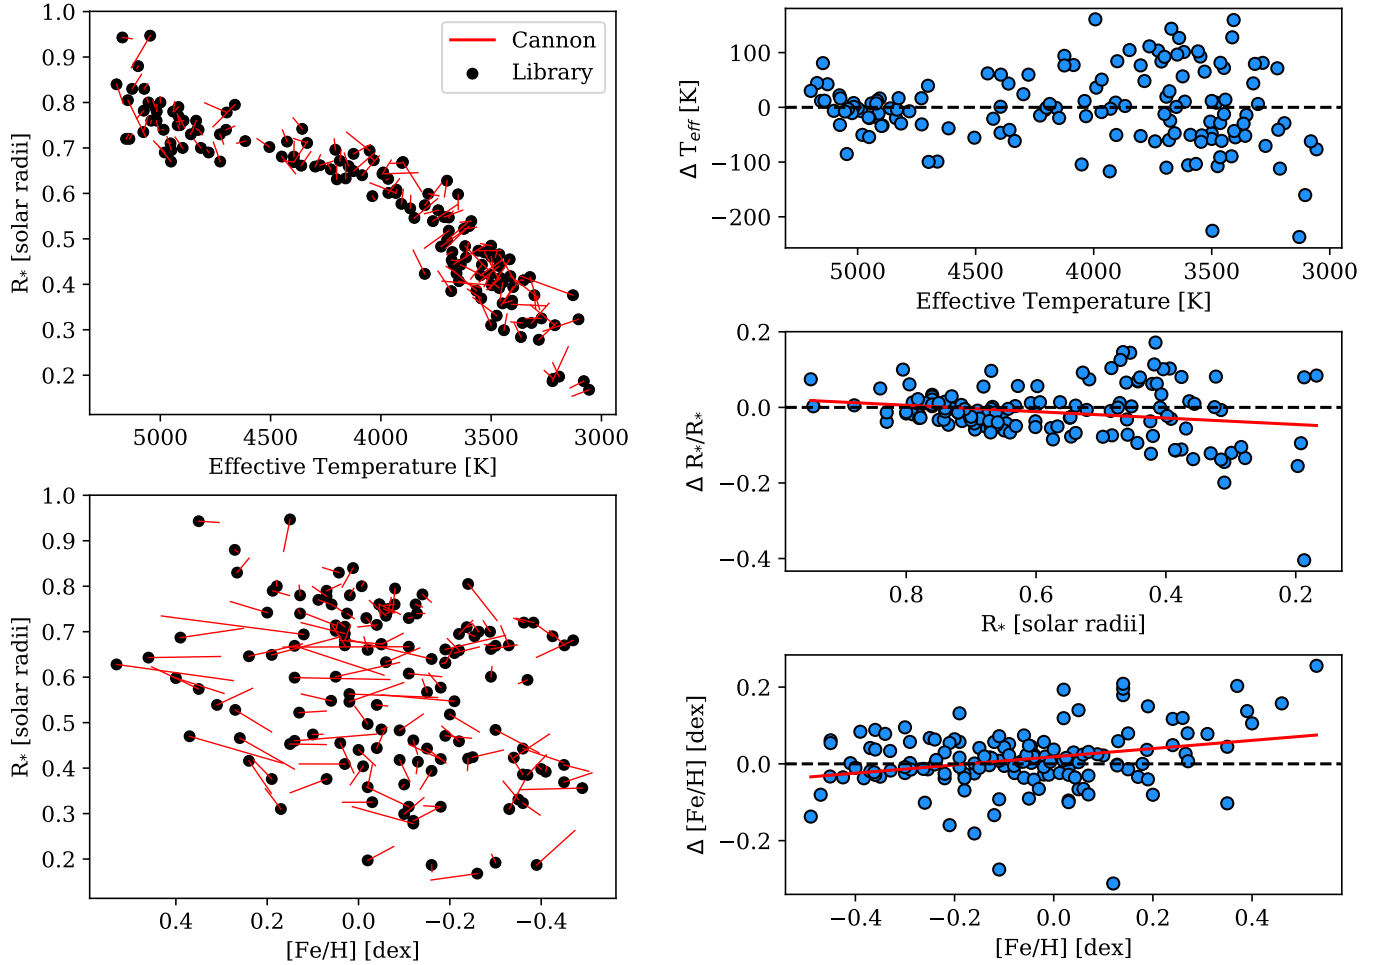 1.0
0.9
0.8
0.7
0.6
0.5
0.4
0.3
0.2
R* [solar radii]
Cannon
Library
5000 4500 4000 3500 3000
Effective Temperature [K]
1.0
0.9
0.8
0.7
0.6
0.5
0.4
0.3
0.2
R* [solar radii]
0.4 0.2 0.0 −0.2 −0.4
[Fe/H] [dex]
100
0
−100
−200
Δ Teff [K]
5000 4500 4000 3500 3000
Effective Temperature [K]
0.2
0.0
−0.2
−0.4
Δ R*/R*
0.8 0.6 0.4 0.2
R* [solar radii]
0.2
0.0
−0.2
Δ [Fe/H] [dex]
−0.4 −0.2 0.0 0.2 0.4
[Fe/H] [dex]